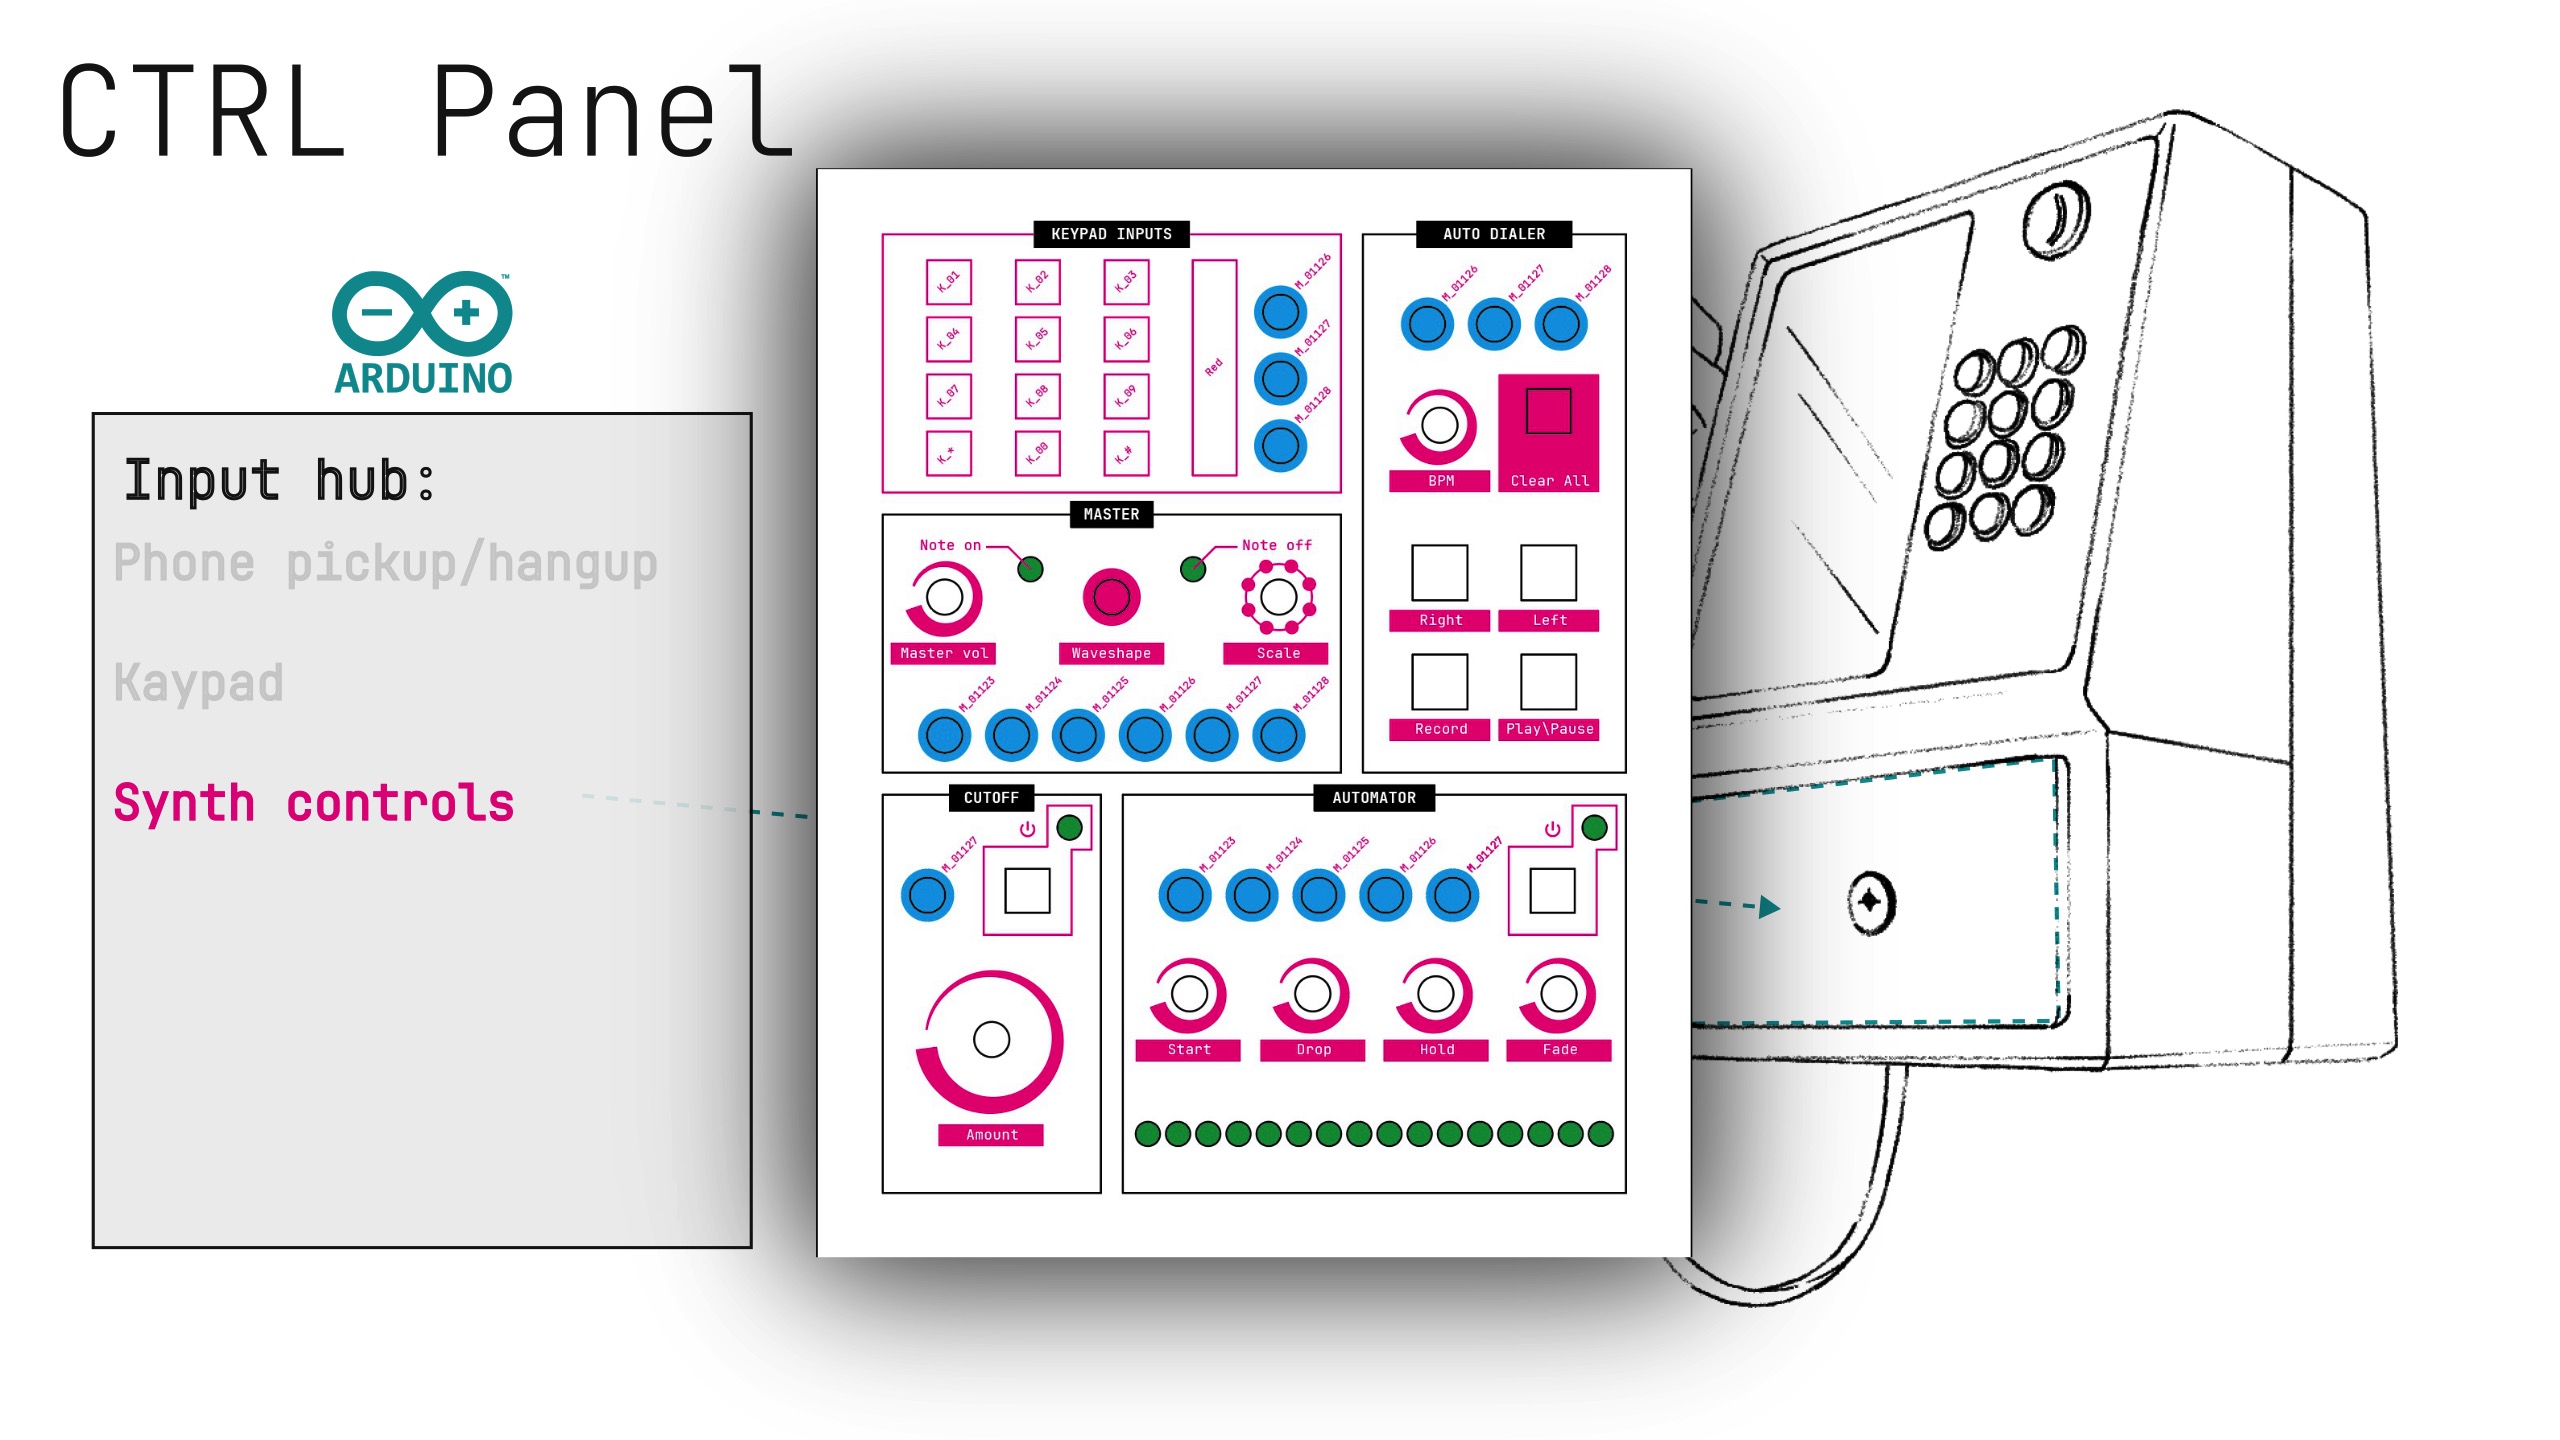 CTRL Panel
™
ARDUINO
Input hub:
Phone pickup/hangup
Kaypad
Synth controls
KEYPAD INPUTS
K_01 K_02 K_03
K_04 K_05 K_06
K_07 K_08 K_09
K_* K_00 K_#
Red
M_01126
M_01127
M_01128
AUTO DIALER
M_01126 M_01127 M_01128
BPM Clear All
Right Left
Record Play\Pause
MASTER
Note on Note off
Master vol Waveshape Scale
M_01123 M_01124 M_01125 M_01126 M_01127 M_01128
CUTOFF
M_01127
Amount
AUTOMATOR
M_01123 M_01124 M_01125 M_01126 M_01127
Start Drop Hold Fade